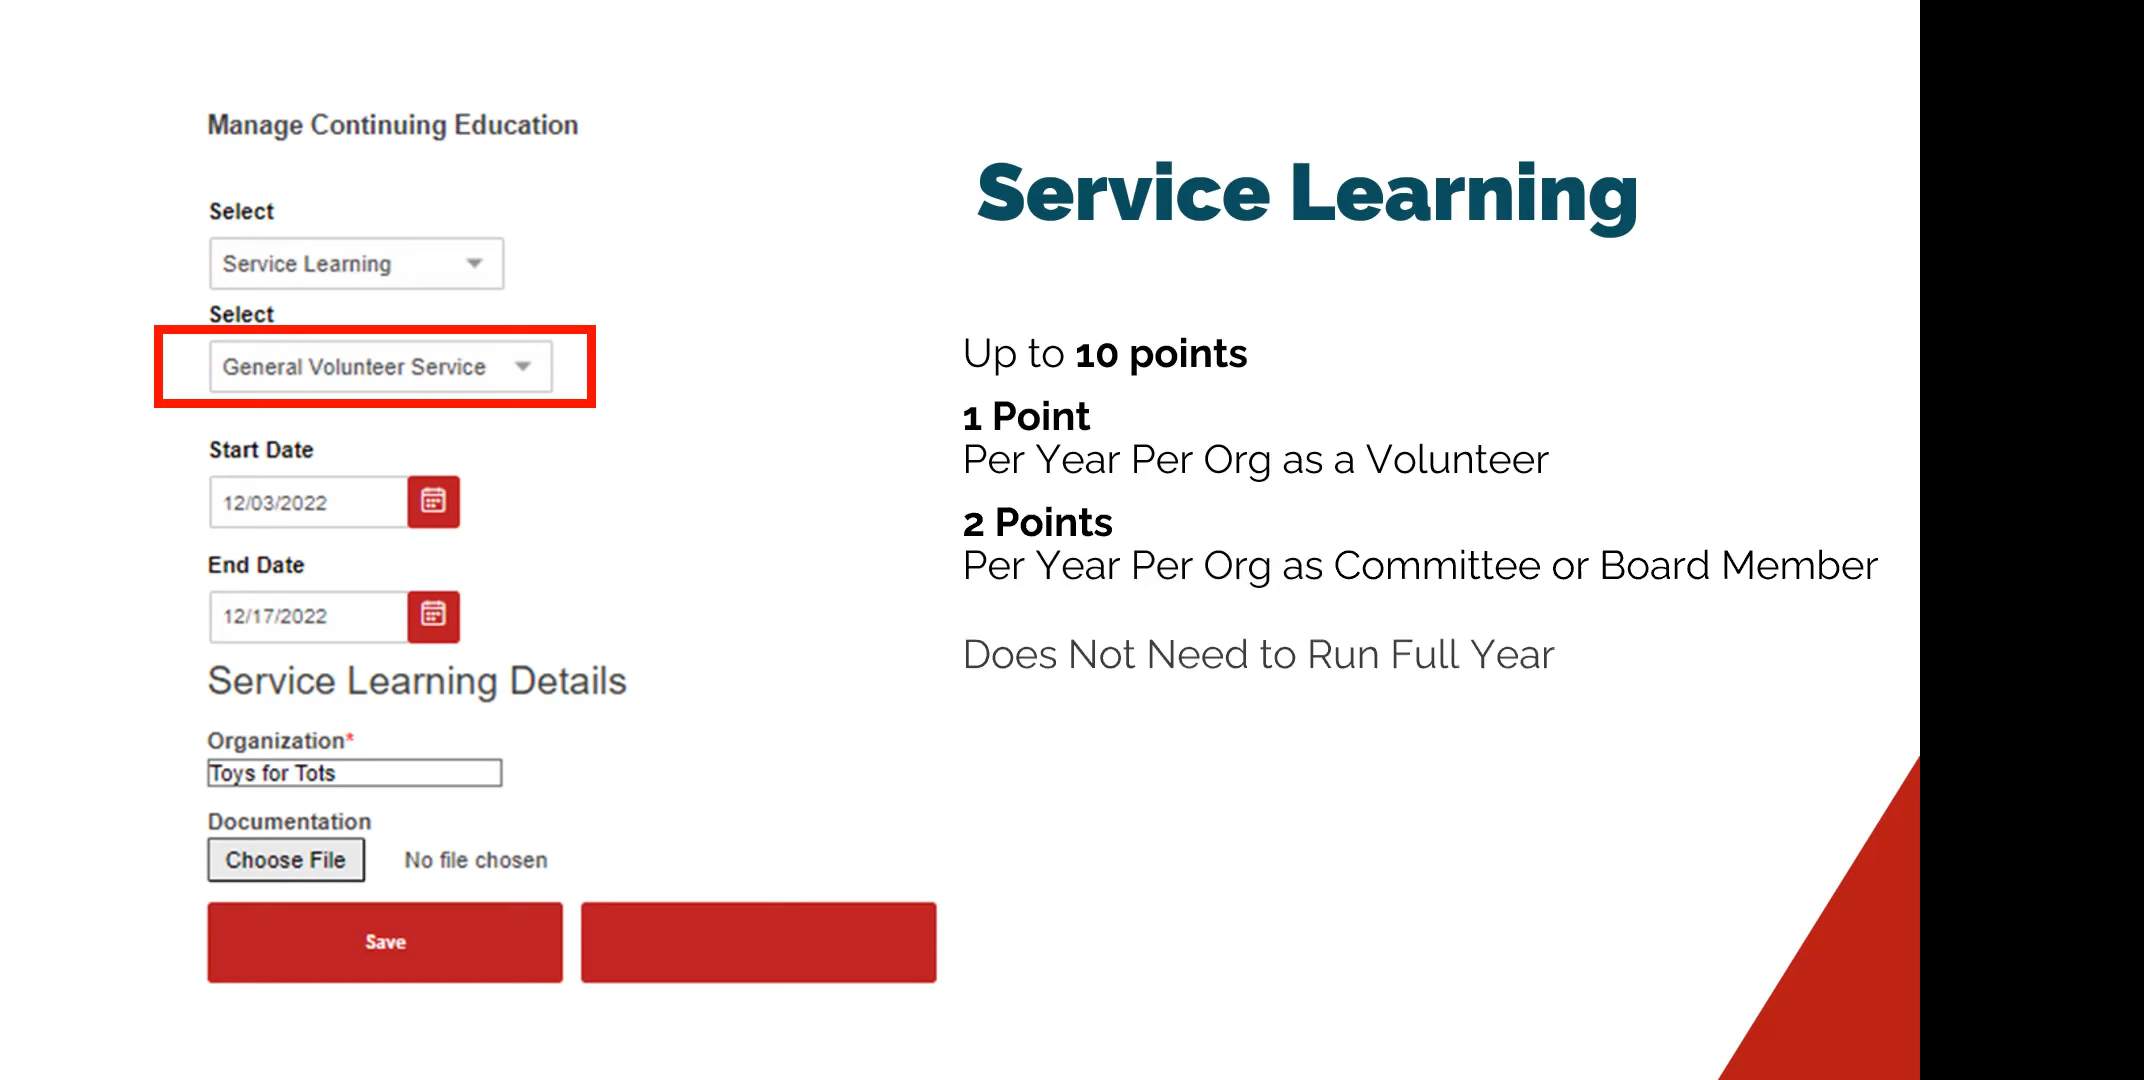 Manage Continuing Education
Select
Service Learning
Select
General Volunteer Service
Start Date
12/03/2022
End Date
12/17/2022
Service Learning Details
Organization*
Toys for Tots
Documentation
Choose File No file chosen
Save
Service Learning
Up to 10 points
1 Point
Per Year Per Org as a Volunteer
2 Points
Per Year Per Org as Committee or Board Member
Does Not Need to Run Full Year